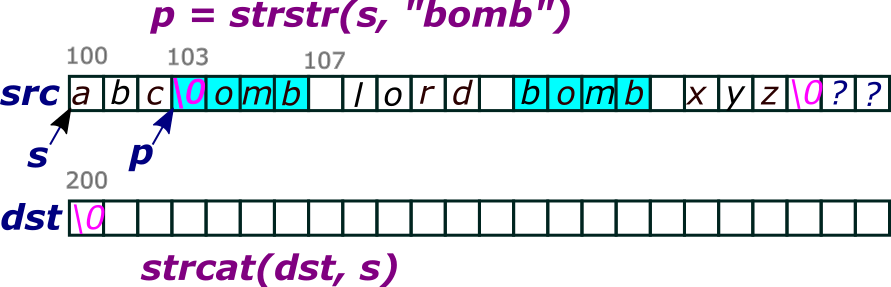 p = strstr(s, "bomb")
100 103 107
src a b c \0 o m b l o r d b o m b x y z \0 ? ?
s p
200
dst \0
strcat(dst, s)